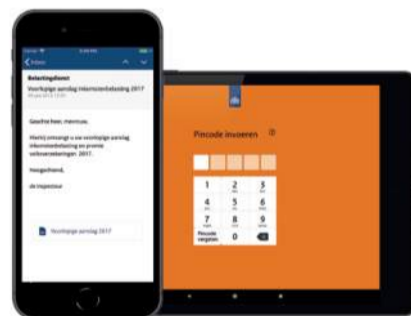 Inbox
Belastingdienst
Voorlopige aanslag Inkomstenbelasting 2017
Geachte heer, mevrouw,
Hierbij ontvangt u uw voorlopige aanslag
inkomstenbelasting en premie
volksverzekeringen 2017.
Hoogachtend,
de inspecteur
Voorlopige aanslag 2017
Pincode invoeren
1 2 3
4 5 6
7 8 9
Pincode
vergeten 0